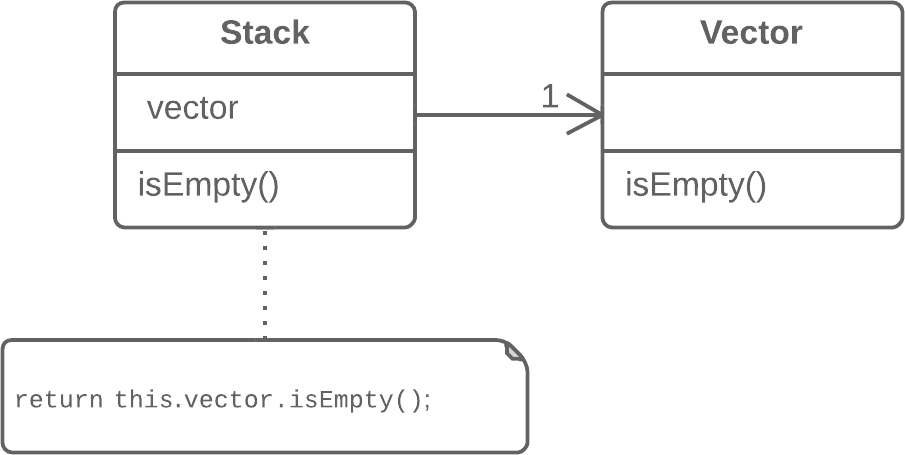 Stack
vector
isEmpty()
1
Vector
isEmpty()
return this.vector.isEmpty();